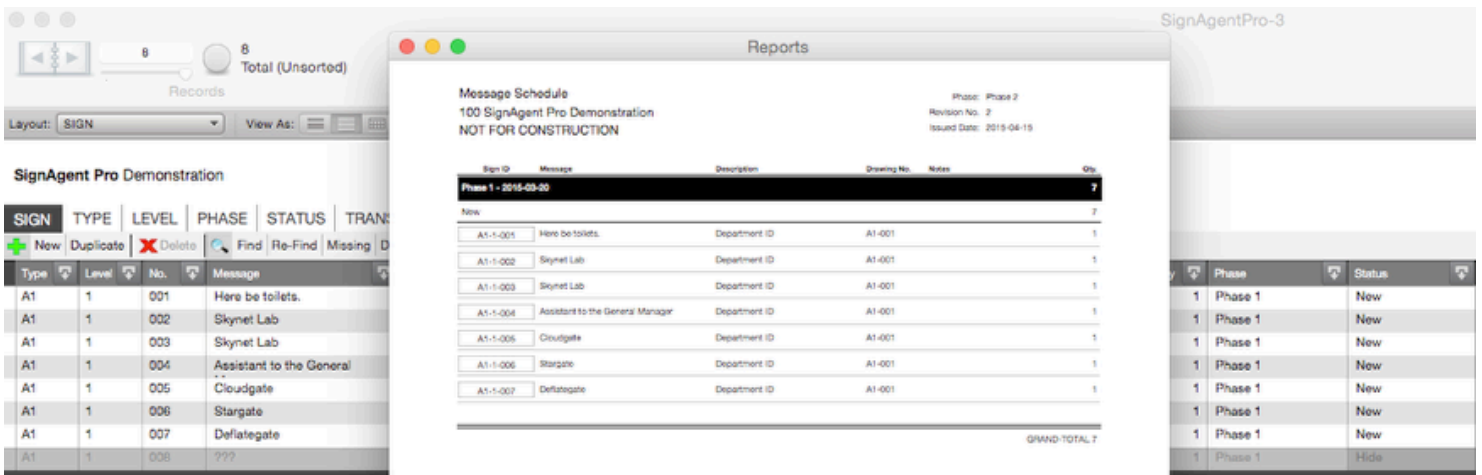 SignAgentPro-3
8
8
Total (Unsorted)
Records
Layout: SIGN
View As:
SignAgent Pro Demonstration
SIGN TYPE LEVEL PHASE STATUS TRANS
New Duplicate Delete Find Re-Find Missing D
Type Level No. Message
A1 1 001 Here be toilets.
A1 1 002 Skynet Lab
A1 1 003 Skynet Lab
A1 1 004 Assistant to the General
A1 1 005 Cloudgate
A1 1 006 Stargate
A1 1 007 Deflategate
A1 1 008 ???
Reports
Message Schedule
100 SignAgent Pro Demonstration
NOT FOR CONSTRUCTION
Phase: Phase 2
Revision No. 2
Issued Date: 2015-04-15
Sign ID Message Description Drawing No. Notes Qty.
Phase 1 - 2015-03-20 7
New 7
A1-1-001 Here be toilets. Department ID A1-001 1
A1-1-002 Skynet Lab Department ID A1-001 1
A1-1-003 Skynet Lab Department ID A1-001 1
A1-1-004 Assistant to the General Manager Department ID A1-001 1
A1-1-005 Cloudgate Department ID A1-001 1
A1-1-006 Stargate Department ID A1-001 1
A1-1-007 Deflategate Department ID A1-001 1
GRAND-TOTAL 7
y Phase Status
1 Phase 1 New
1 Phase 1 New
1 Phase 1 New
1 Phase 1 New
1 Phase 1 New
1 Phase 1 New
1 Phase 1 New
1 Phase 1 Hide